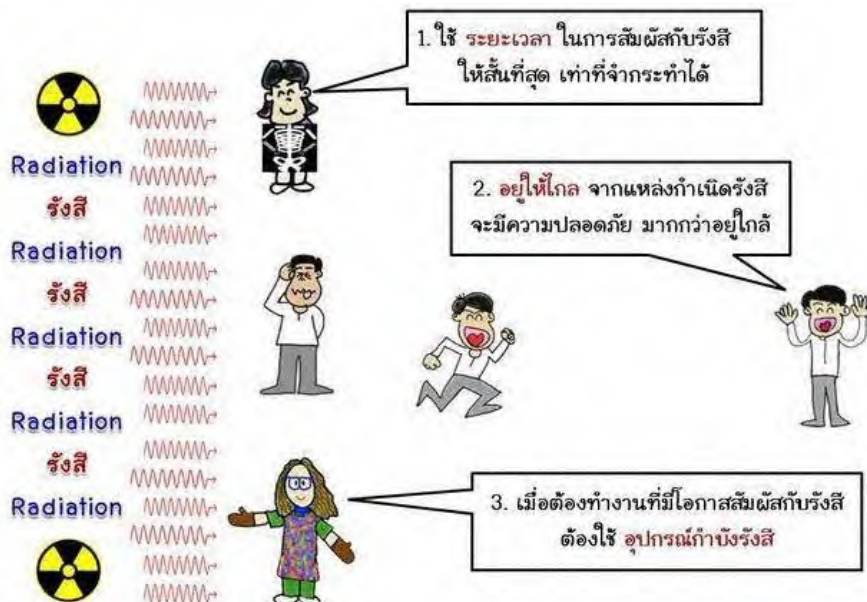 1. ใช้ ระยะเวลา ในการสัมผัสกับรังสี
ให้สั้นที่สุด เท่าที่จำกระทำได้
Radiation
รังสี
2. อยู่ให้ไกล จากแหล่งกำเนิดรังสี
จะมีความปลอดภัย มากกว่าอยู่ใกล้
Radiation
รังสี
Radiation
รังสี
Radiation
รังสี
Radiation
3. เมื่อต้องทำงานที่มีโอกาสสัมผัสกับรังสี
ต้องใช้ อุปกรณ์กำบังรังสี